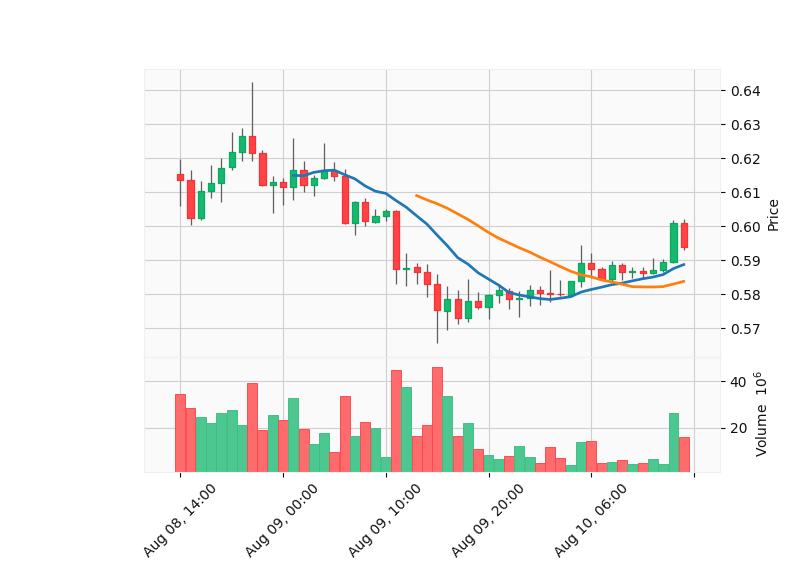 0.64
0.63
0.62
0.61
0.60
0.59
0.58
0.57
Price
40
20
Volume 10^6
Aug 08, 14:00
Aug 09, 00:00
Aug 09, 10:00
Aug 09, 20:00
Aug 10, 06:00